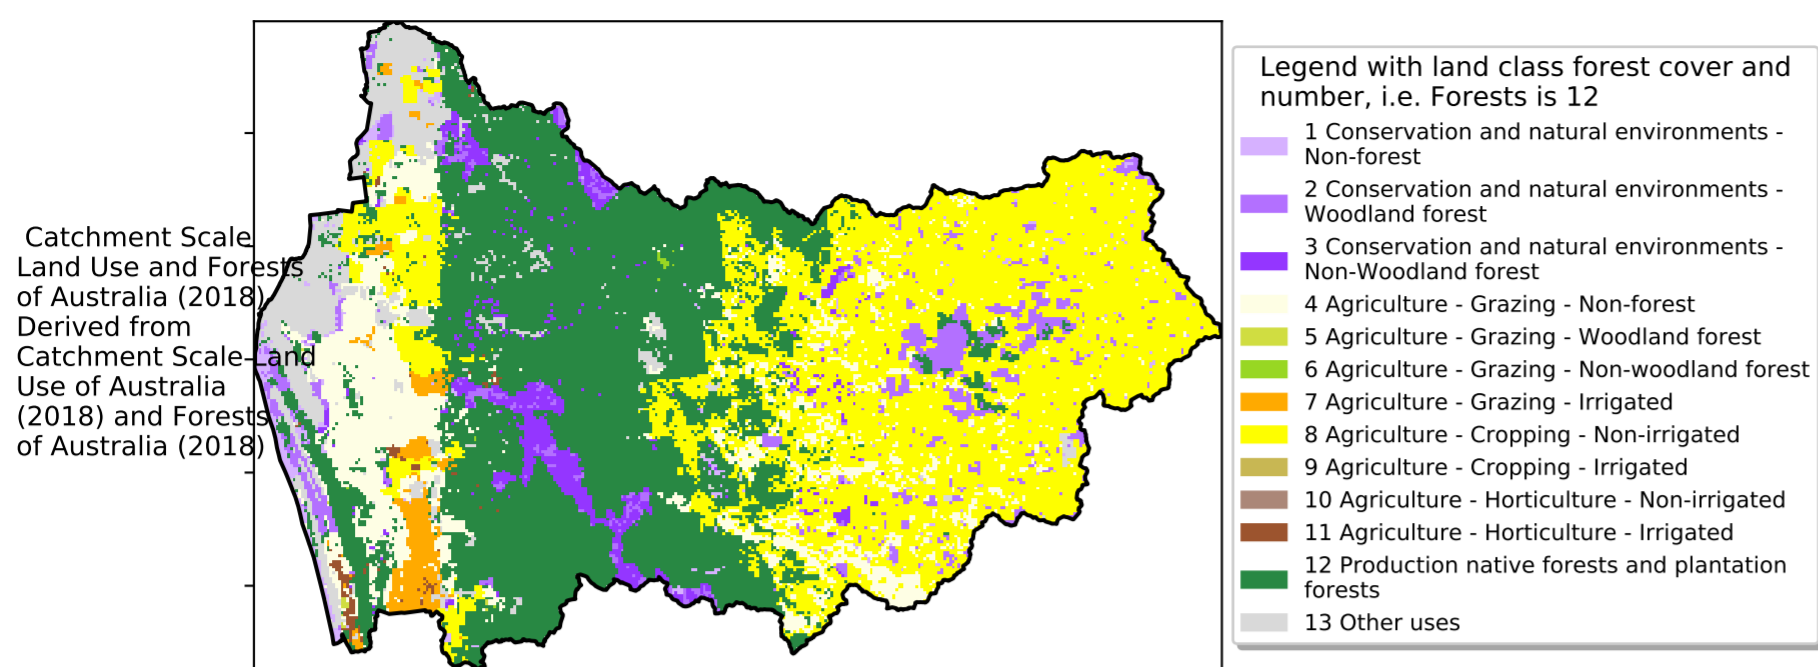 Catchment Scale
Land Use and Forests
of Australia (2018)
Derived from
Catchment Scale Land
Use of Australia
(2018) and Forests
of Australia (2018)
Legend with land class forest cover and
number, i.e. Forests is 12
1 Conservation and natural environments -
Non-forest
2 Conservation and natural environments -
Woodland forest
3 Conservation and natural environments -
Non-Woodland forest
4 Agriculture - Grazing - Non-forest
5 Agriculture - Grazing - Woodland forest
6 Agriculture - Grazing - Non-woodland forest
7 Agriculture - Grazing - Irrigated
8 Agriculture - Cropping - Non-irrigated
9 Agriculture - Cropping - Irrigated
10 Agriculture - Horticulture - Non-irrigated
11 Agriculture - Horticulture - Irrigated
12 Production native forests and plantation
forests
13 Other uses